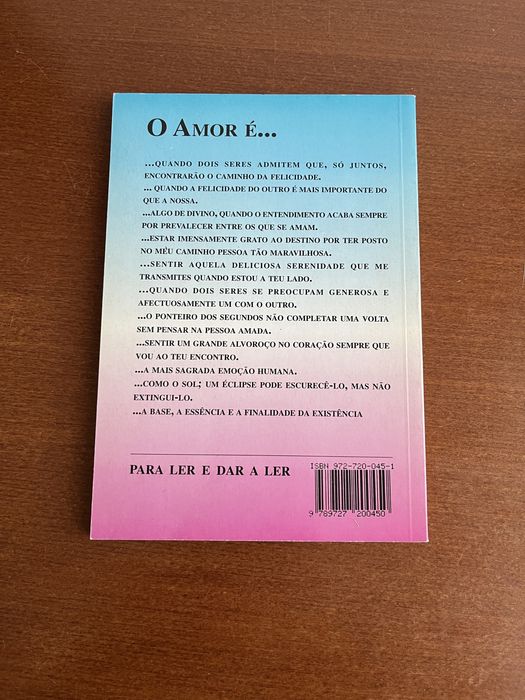 O AMOR É...
...QUANDO DOIS SERES ADMITEM QUE, SÓ JUNTOS,
ENCONTRARÃO O CAMINHO DA FELICIDADE.
... QUANDO A FELICIDADE DO OUTRO É MAIS IMPORTANTE DO
QUE A NOSSA.
...ALGO DE DIVINO, QUANDO O ENTENDIMENTO ACABA SEMPRE
POR PREVALECER ENTRE OS QUE SE AMAM.
...ESTAR IMENSAMENTE GRATO AO DESTINO POR TER POSTO
NO MEU CAMINHO PESSOA TÃO MARAVILHOSA.
...SENTIR AQUELA DELICIOSA SERENIDADE QUE ME
TRANSMITES QUANDO ESTOU A TEU LADO.
...QUANDO DOIS SERES SE PREOCUPAM GENEROSA E
AFECTUOSAMENTE UM COM O OUTRO.
...O PONTEIRO DOS SEGUNDOS NÃO COMPLETAR UMA VOLTA
SEM PENSAR NA PESSOA AMADA.
...SENTIR UM GRANDE ALVOROÇO NO CORAÇÃO SEMPRE QUE
VOU AO TEU ENCONTRO.
...A MAIS SAGRADA EMOÇÃO HUMANA.
...COMO O SOL; UM ÉCLIPSE PODE ESCURECÊ-LO, MAS NÃO
EXTINGUI-LO.
...A BASE, A ESSÊNCIA E A FINALIDADE DA EXISTÊNCIA
PARA LER E DAR A LER
ISBN 972-720-045-1
9 789727 200450